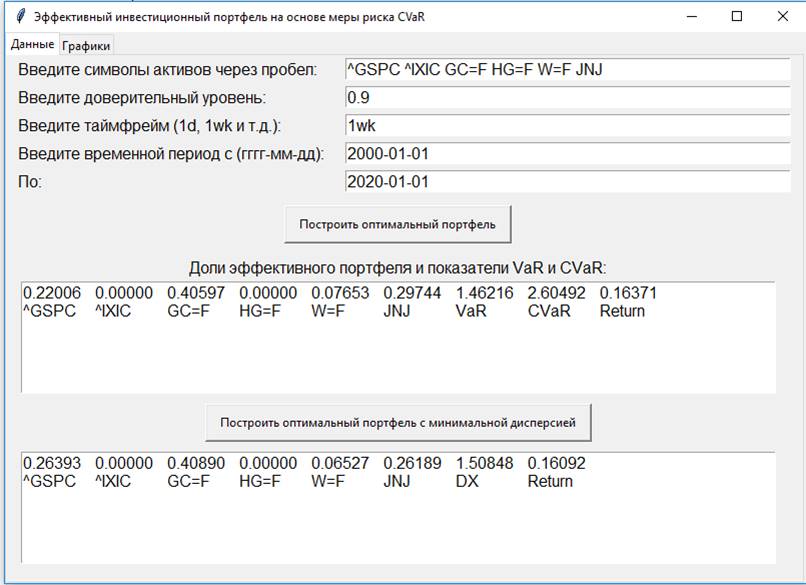 Эффективный инвестиционный портфель на основе меры риска CVaR
Данные Графики
Введите символы активов через пробел: ^GSPC ^IXIC GC=F HG=F W=F JNJ
Введите доверительный уровень: 0.9
Введите таймфрейм (1d, 1wk и т.д.): 1wk
Введите временной период с (гггг-мм-дд): 2000-01-01
По: 2020-01-01
Построить оптимальный портфель
Доли эффективного портфеля и показатели VaR и CVaR:
0.22006 0.00000 0.40597 0.00000 0.07653 0.29744 1.46216 2.60492 0.16371
^GSPC ^IXIC GC=F HG=F W=F JNJ VaR CVaR Return
Построить оптимальный портфель с минимальной дисперсией
0.26393 0.00000 0.40890 0.00000 0.06527 0.26189 1.50848 0.16092
^GSPC ^IXIC GC=F HG=F W=F JNJ DX Return